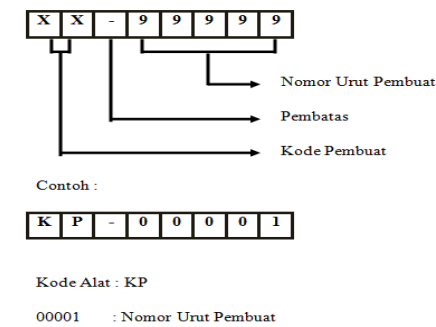 X X - 9 9 9 9 9
Nomor Urut Pembuat
Pembatas
Kode Pembuat
Contoh :
K P - 0 0 0 0 1
Kode Alat : KP
00001 : Nomor Urut Pembuat